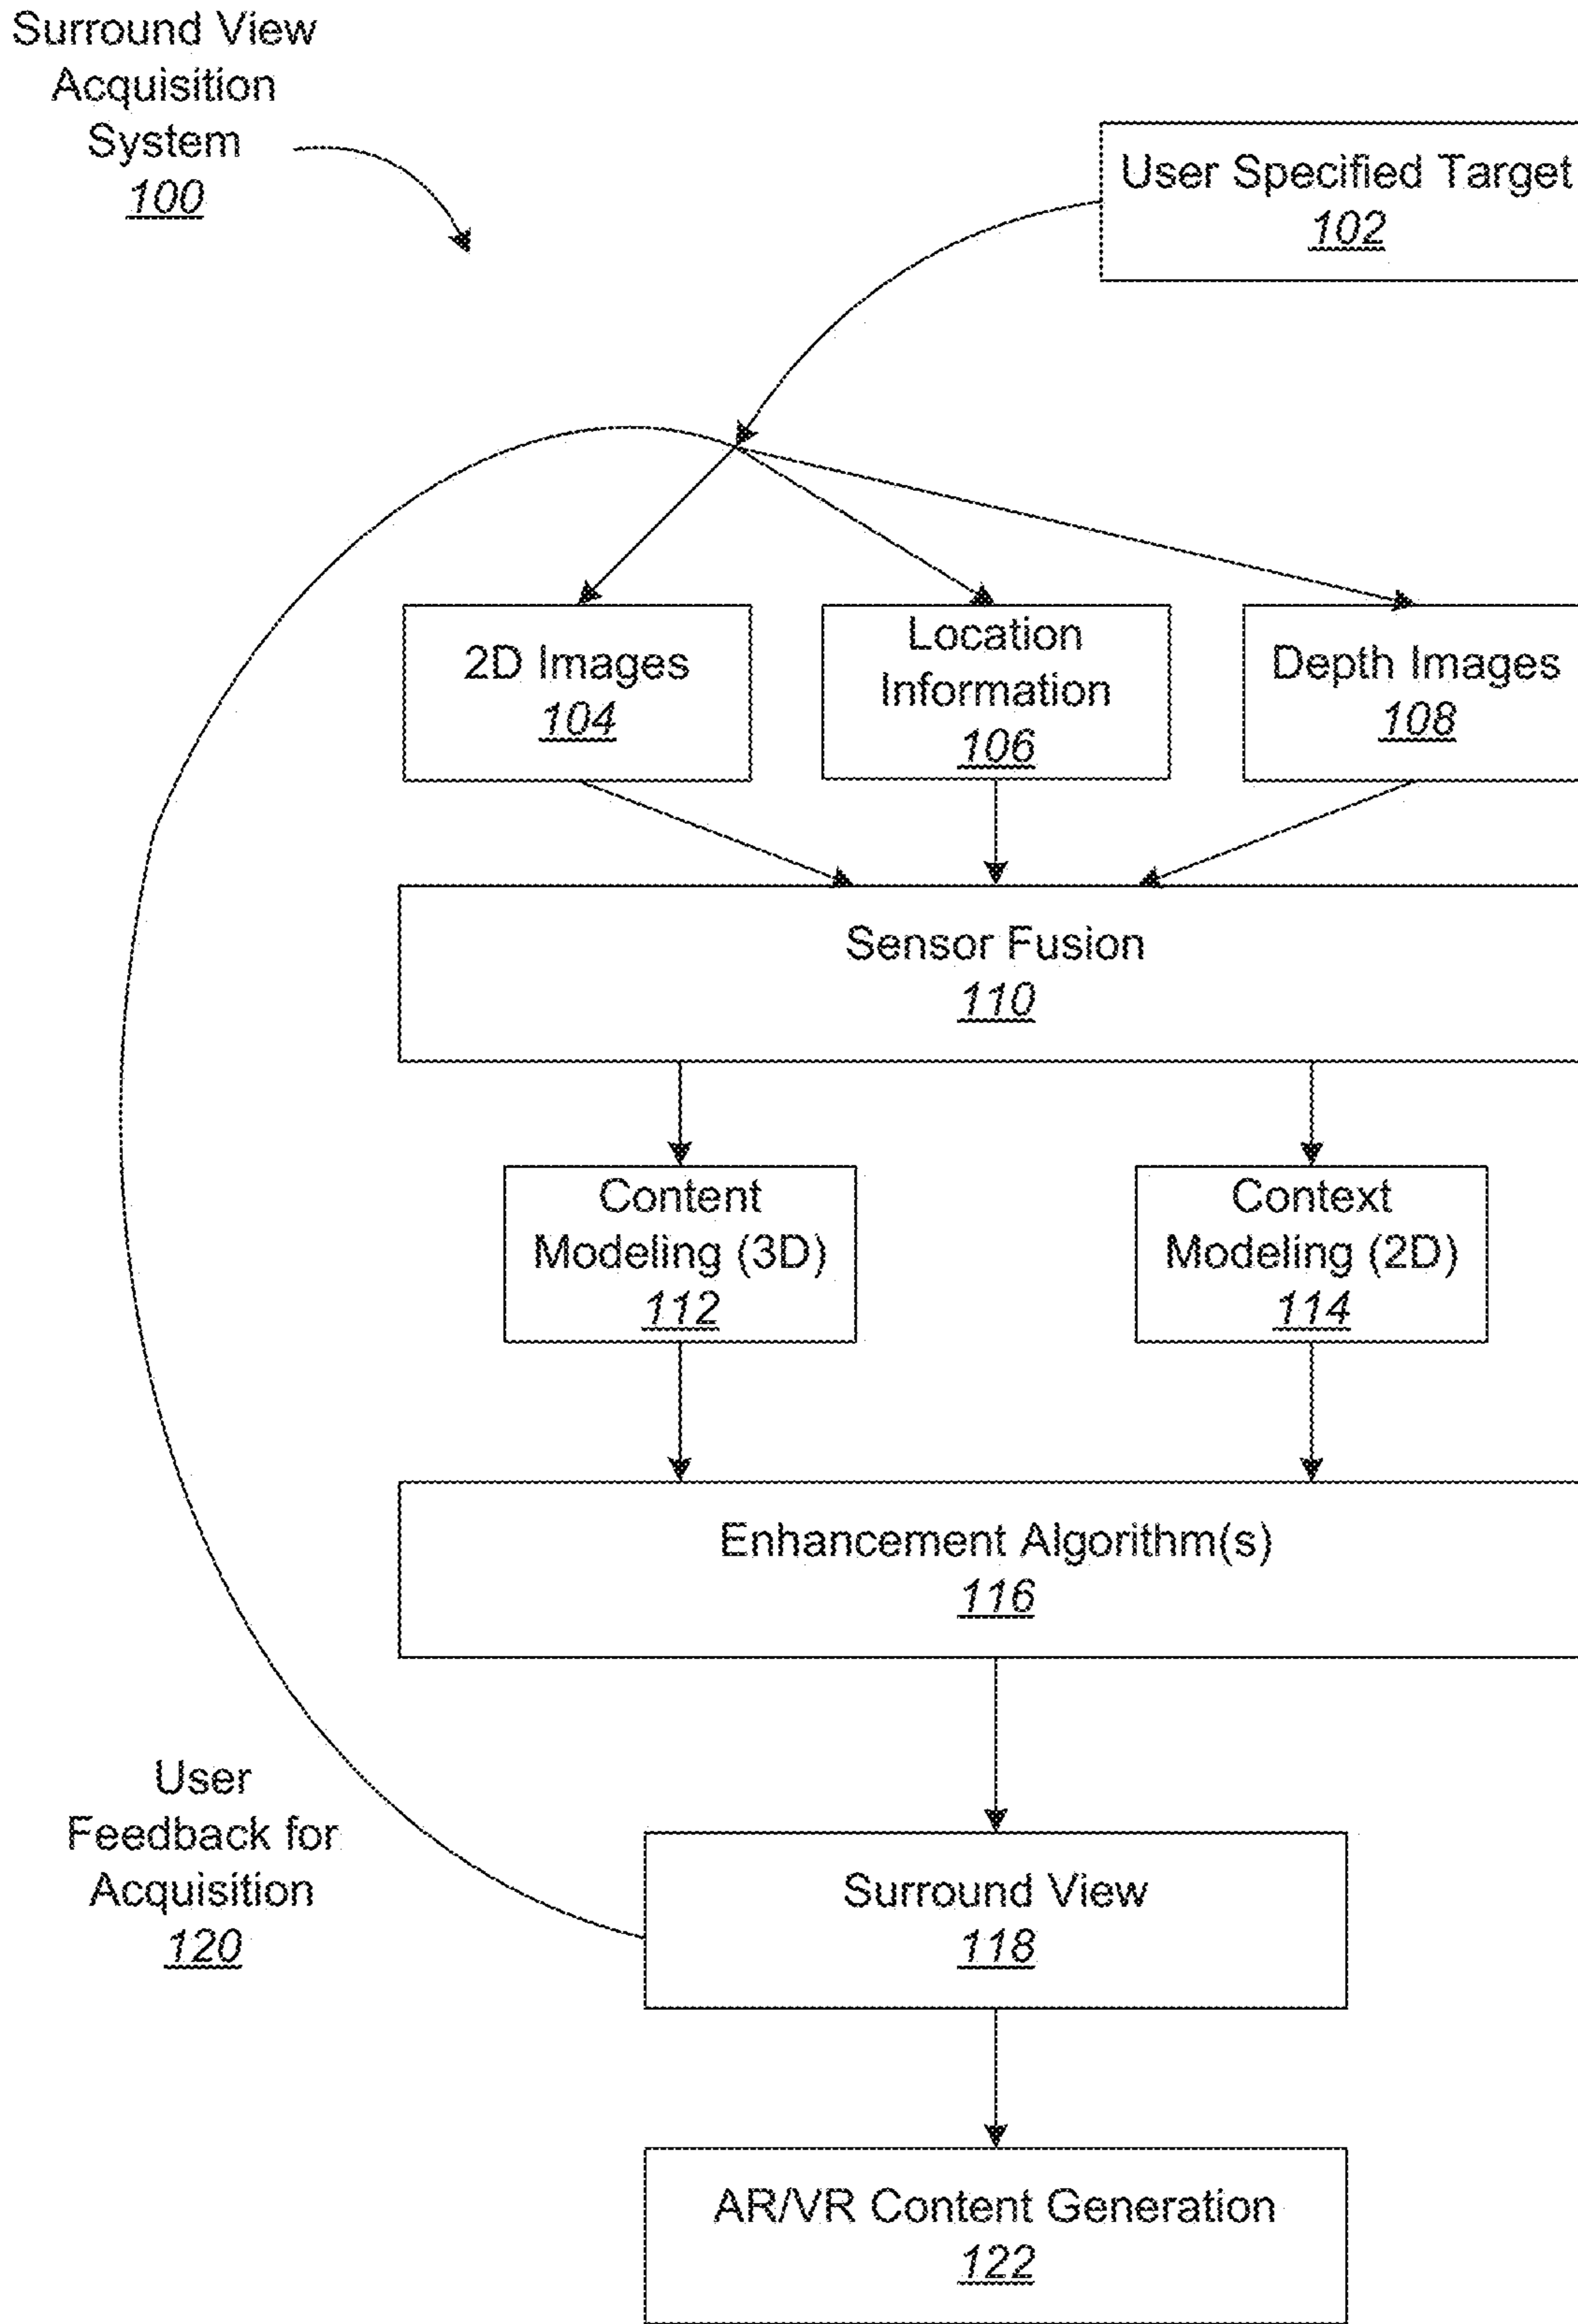 Surround View
Acquisition
System
100
User Specified Target
102
2D Images
104
Location
Information
106
Depth Images
108
Sensor Fusion
110
Content
Modeling (3D)
112
Context
Modeling (2D)
114
Enhancement Algorithm(s)
116
User
Feedback for
Acquisition
120
Surround View
118
AR/VR Content Generation
122